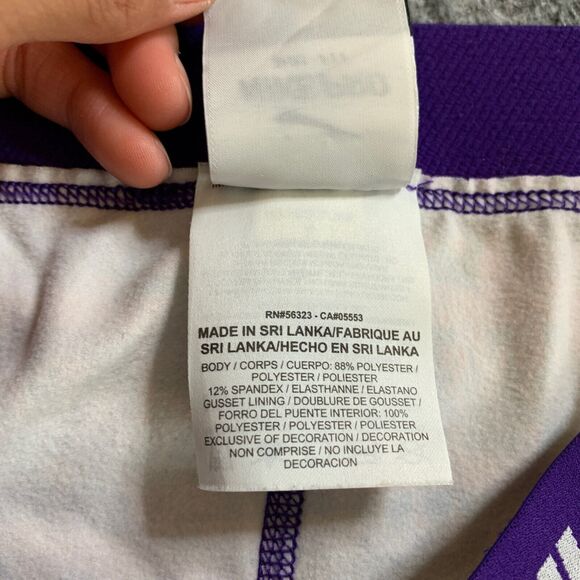 RN#56323 - CA#05553
MADE IN SRI LANKA/FABRIQUE AU
SRI LANKA/HECHO EN SRI LANKA
BODY / CORPS / CUERPO: 88% POLYESTER /
POLYESTER / POLIESTER
12% SPANDEX / ELASTHANNE / ELASTANO
GUSSET LINING / DOUBLURE DE GOUSSET /
FORRO DEL PUENTE INTERIOR: 100%
POLYESTER / POLYESTER / POLIESTER
EXCLUSIVE OF DECORATION / DECORATION
NON COMPRISE / NO INCLUYE LA
DECORACION